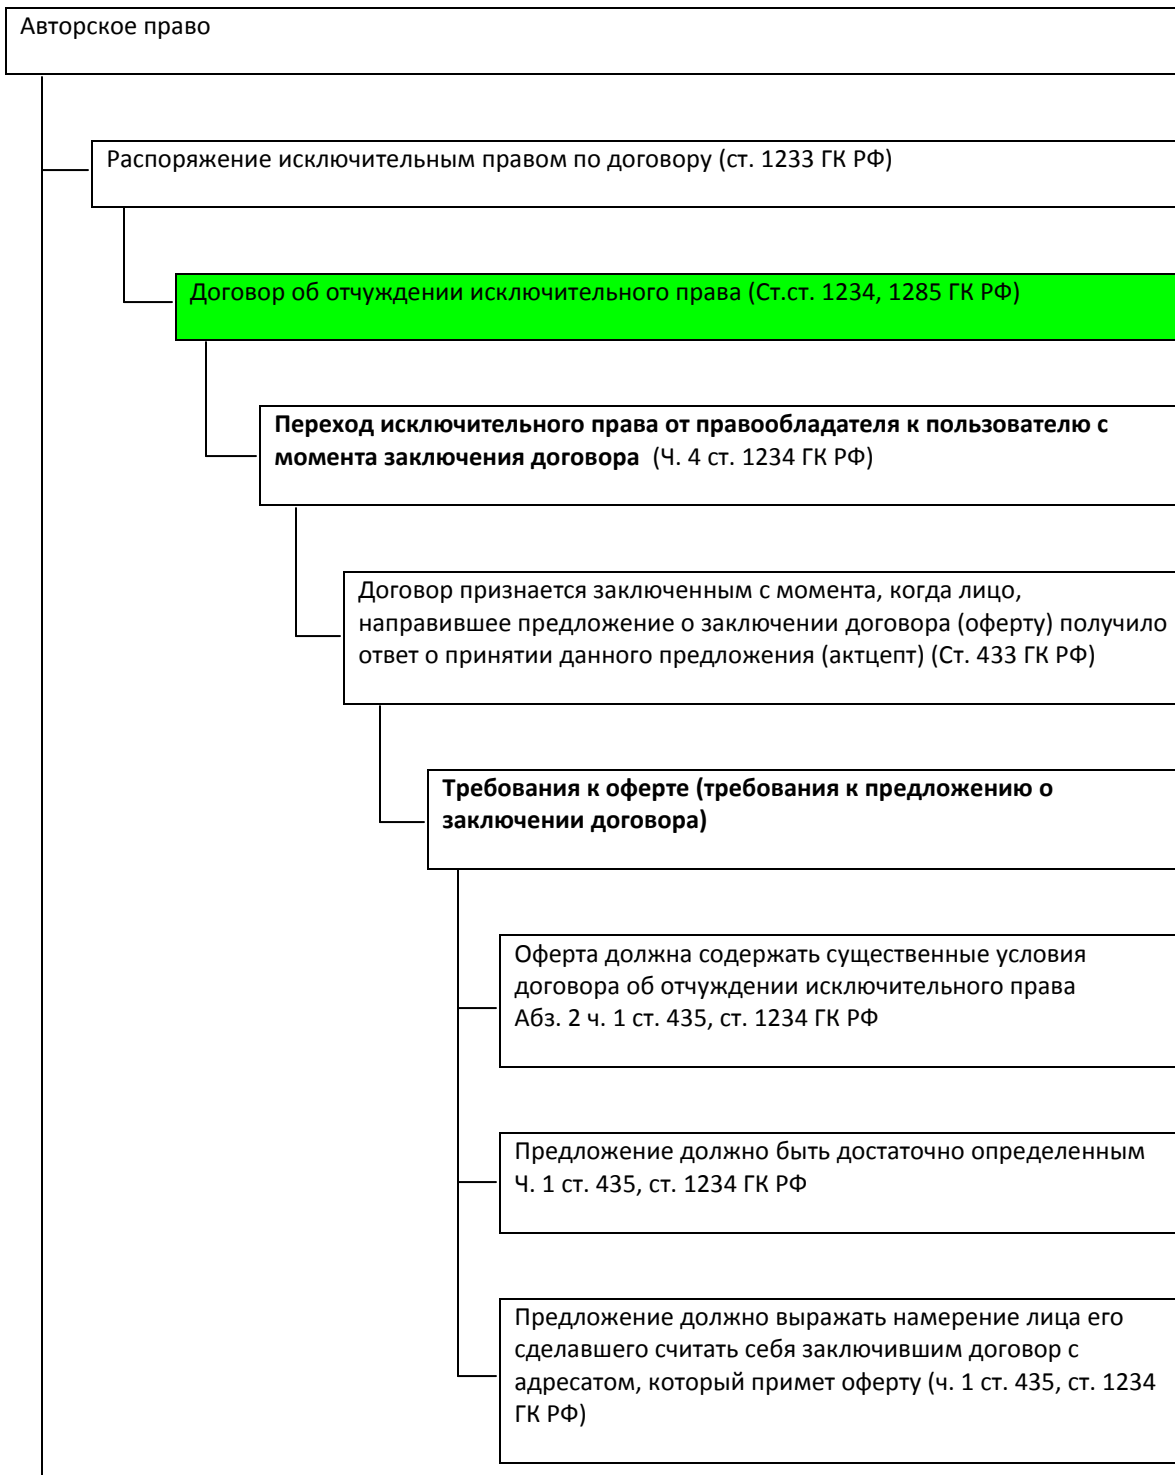 Авторское право
Распоряжение исключительным правом по договору (ст. 1233 ГК РФ)
Договор об отчуждении исключительного права (Ст.ст. 1234, 1285 ГК РФ)
Переход исключительного права от правообладателя к пользователю с
момента заключения договора (Ч. 4 ст. 1234 ГК РФ)
Договор признается заключенным с момента, когда лицо,
направившее предложение о заключении договора (оферту) получило
ответ о принятии данного предложения (актцепт) (Ст. 433 ГК РФ)
Требования к оферте (требования к предложению о
заключении договора)
Оферта должна содержать существенные условия
договора об отчуждении исключительного права
Абз. 2 ч. 1 ст. 435, ст. 1234 ГК РФ
Предложение должно быть достаточно определенным
Ч. 1 ст. 435, ст. 1234 ГК РФ
Предложение должно выражать намерение лица его
сделавшего считать себя заключившим договор с
адресатом, который примет оферту (ч. 1 ст. 435, ст. 1234
ГК РФ)